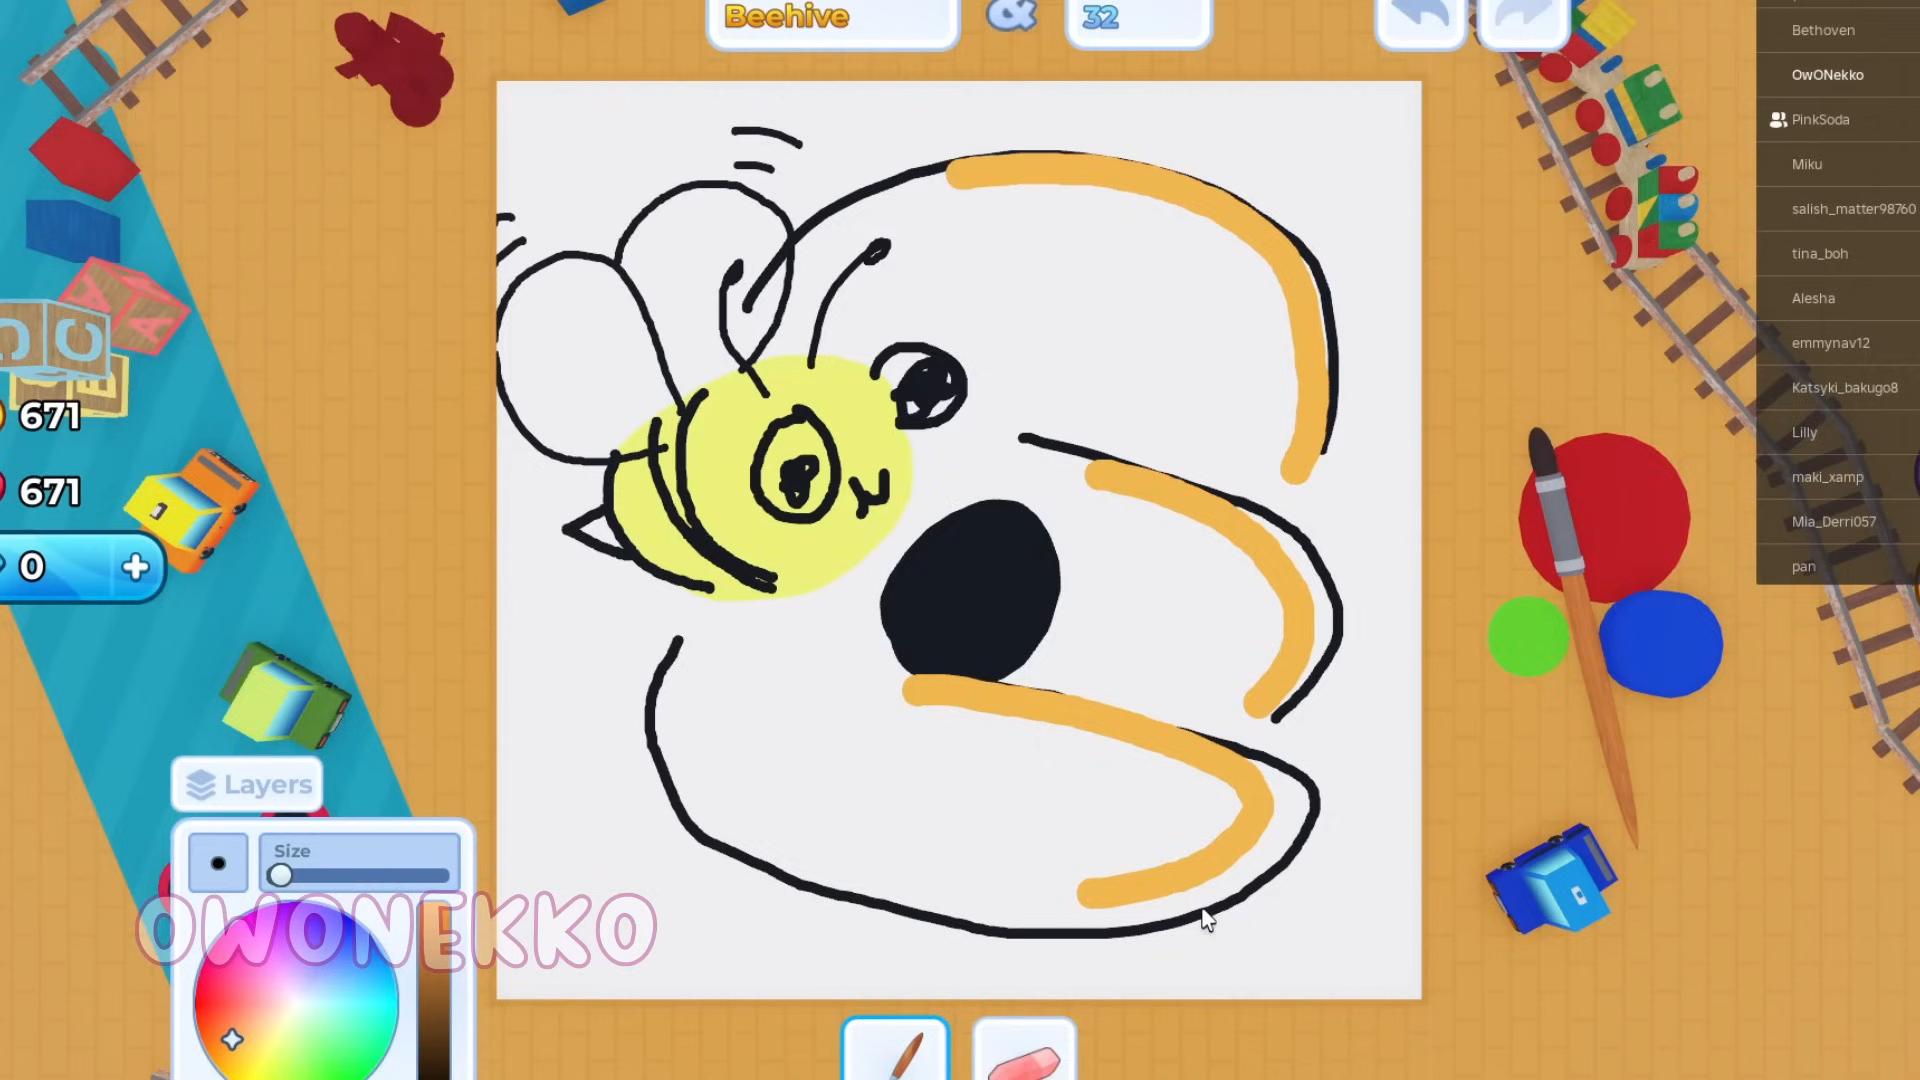 Beehive & 32
Bethoven
OwONekko
PinkSoda
Miku
salish_matter98760
tina_boh
Alesha
emmynav12
Katsyki_bakugo8
Lilly
maki_xamp
Mia_Derri057
pan
671
671
0
Layers
Size
OWONEKKO